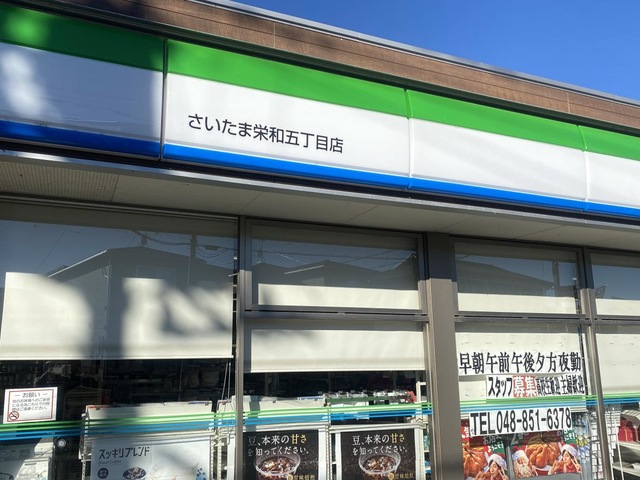 さいたま栄和五丁目店
早朝午前午後夕方夜勤
スタッフ募集
TEL 048-851-6378
お願い
スッキリブレンド
豆、本来の甘さ
を知ってください。
豆、本来の甘さ
を知ってください。